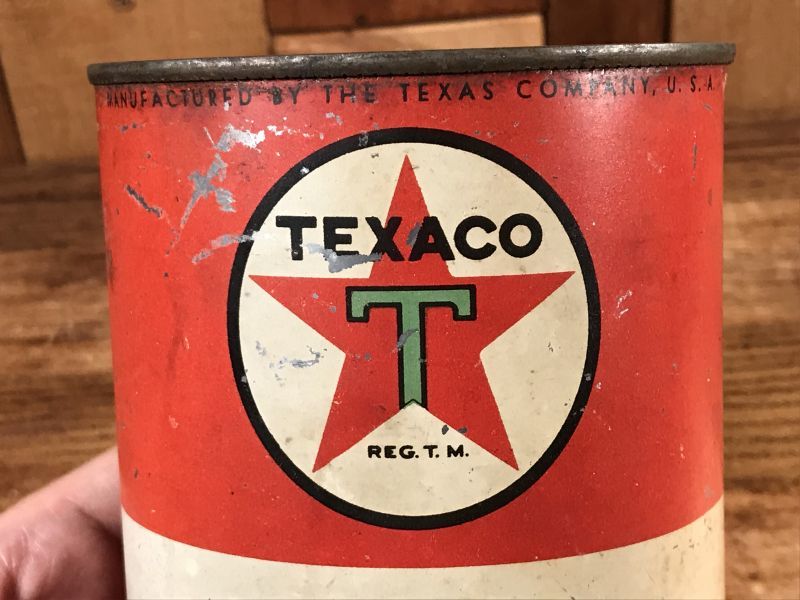 MANUFACTURED BY THE TEXAS COMPANY, U. S. A.
TEXACO
T
REG. T. M.